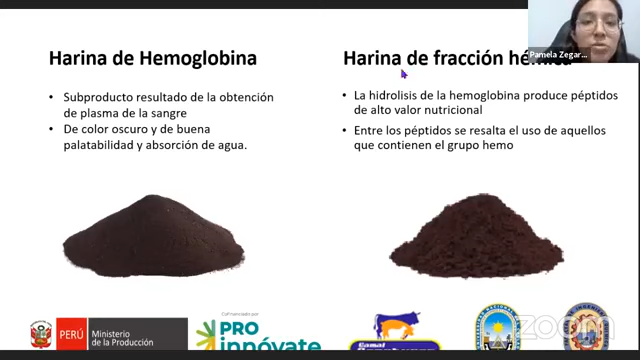 Harina de Hemoglobina
• Subproducto resultado de la obtención
de plasma de la sangre
• De color oscuro y de buena
palatabilidad y absorción de agua.
Harina de fracción
• La hidrolisis de la hemoglobina produce péptidos
de alto valor nutricional
• Entre los péptidos se resalta el uso de aquellos
que contienen el grupo hemo
Pamela Zegar...
PERÚ
Ministerio
de la Producción
Cofinanciado por
PRO
innóvate
zoom